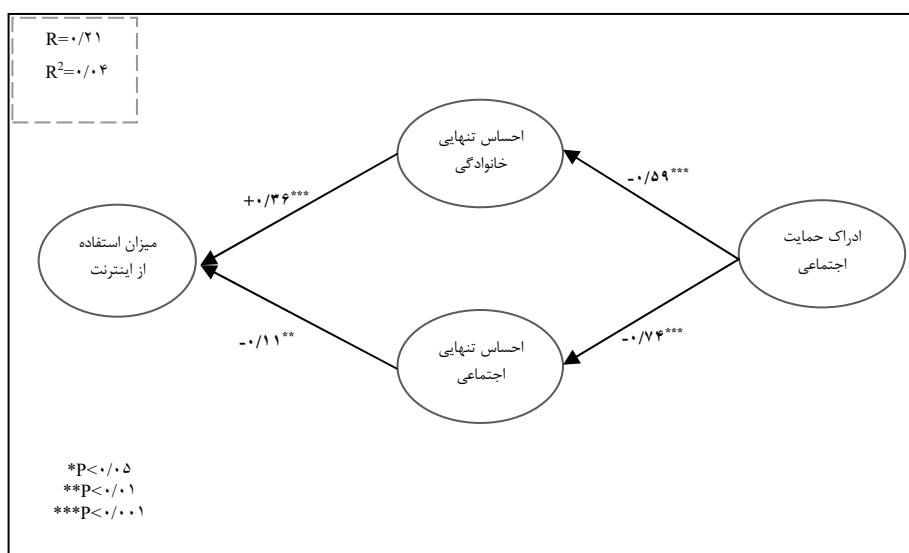 R=۰/۲۱
R²=۰/۰۴
احساس تنهایی
خانوادگی
+۰/۳۶***
-۰/۵۹***
میزان استفاده
از اینترنت
ادراک حمایت
اجتماعی
-۰/۱۱**
-۰/۷۴***
احساس تنهایی
اجتماعی
*P<۰/۰۵
**P<۰/۰۱
***P<۰/۰۰۱